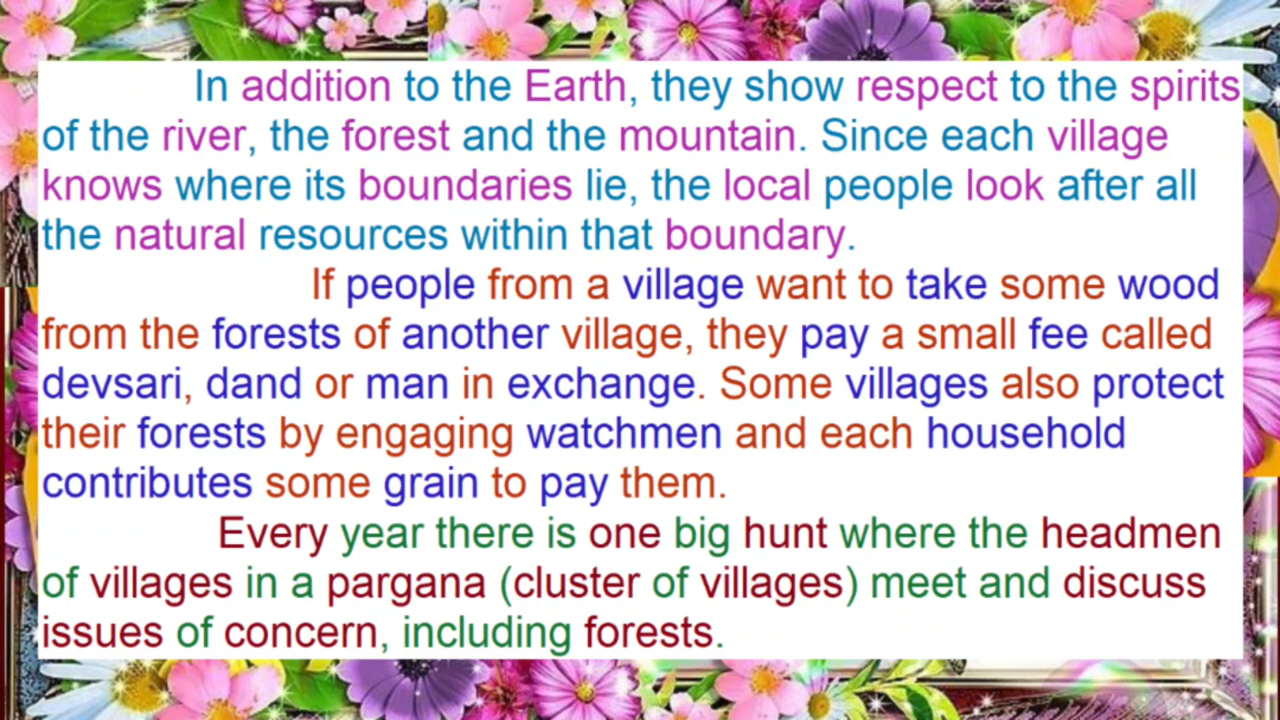 In addition to the Earth, they show respect to the spirits
of the river, the forest and the mountain. Since each village
knows where its boundaries lie, the local people look after all
the natural resources within that boundary.
If people from a village want to take some wood
from the forests of another village, they pay a small fee called
devsari, dand or man in exchange. Some villages also protect
their forests by engaging watchmen and each household
contributes some grain to pay them.
Every year there is one big hunt where the headmen
of villages in a pargana (cluster of villages) meet and discuss
issues of concern, including forests.